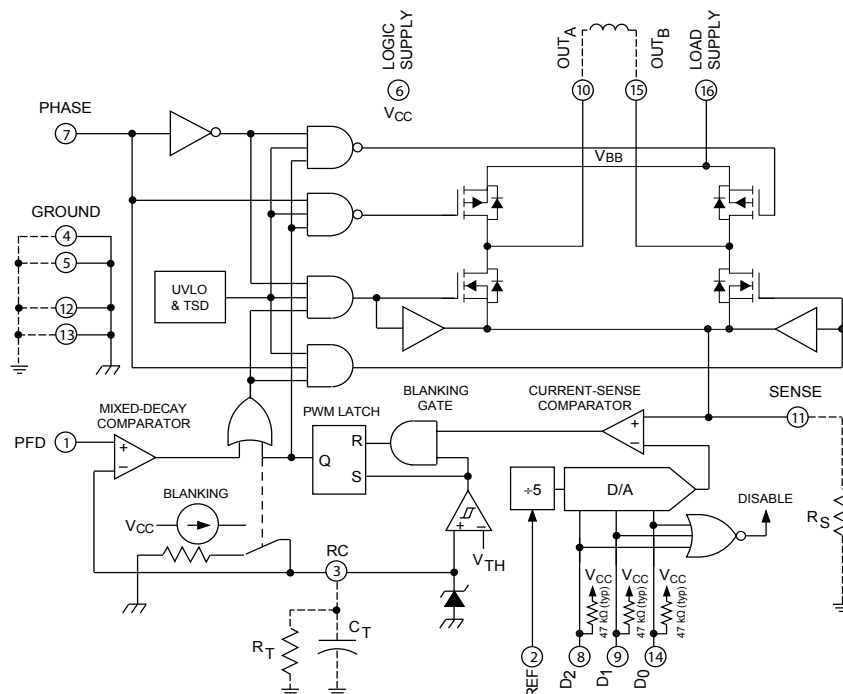 LOGIC
SUPPLY
6
VCC
OUTA
OUTB
LOAD
SUPPLY
10
15
16
PHASE
7
VBB
GROUND
4
5
12
13
UVLO
& TSD
MIXED-DECAY
COMPARATOR
PFD
1
+
–
PWM LATCH
Q
R
S
BLANKING
GATE
CURRENT-SENSE
COMPARATOR
+
–
SENSE
11
BLANKING
VCC
RC
3
+
–
VTH
÷5
D/A
DISABLE
RS
RT
CT
VCC
47 kΩ (typ)
VCC
47 kΩ (typ)
VCC
47 kΩ (typ)
2
8
9
14
REF
D2
D1
D0